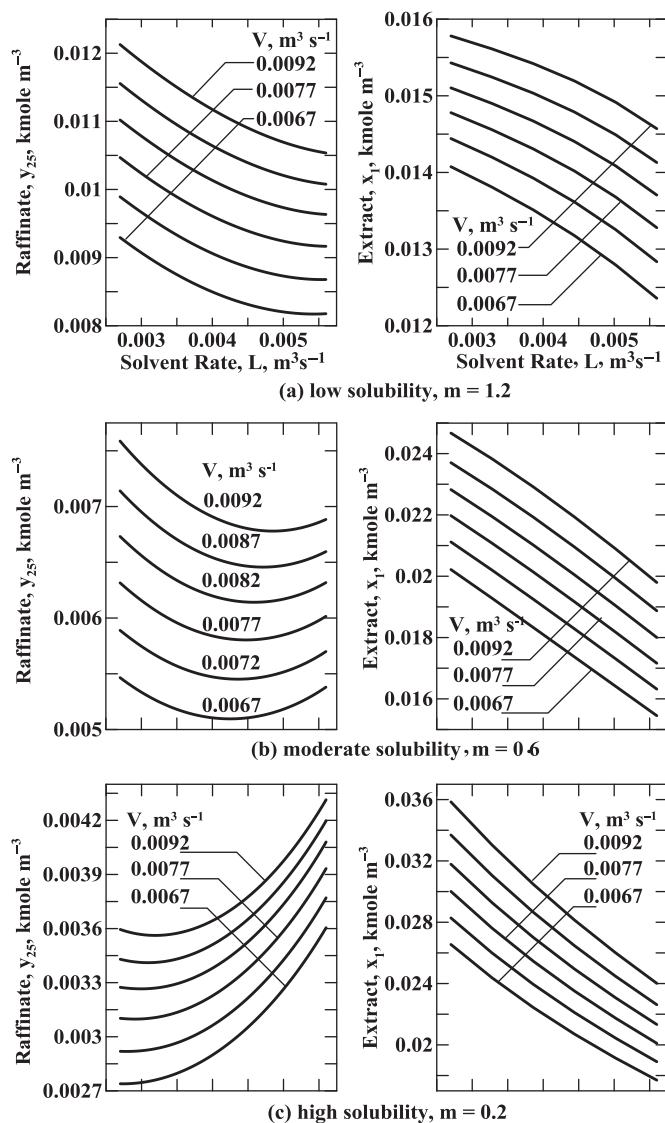 (a)
Raffinate, y₂₅, kmole m⁻³
0.012
0.011
0.01
0.009
0.008
V, m³ s⁻¹
0.0092
0.0077
0.0067
0.003 0.004 0.005
Solvent Rate, L, m³s⁻¹
Extract, x₁, kmole m⁻³
0.016
0.015
0.014
0.013
0.012
V, m³ s⁻¹
0.0092
0.0077
0.0067
0.003 0.004 0.005
Solvent Rate, L, m³s⁻¹
(a) low solubility, m = 1.2
Raffinate, y₂₅, kmole m⁻³
0.007
0.006
0.005
V, m³ s⁻¹
0.0092
0.0087
0.0082
0.0077
0.0072
0.0067
Extract, x₁, kmole m⁻³
0.024
0.022
0.02
0.018
0.016
V, m³ s⁻¹
0.0092
0.0077
0.0067
(b) moderate solubility, m = 0.6
Raffinate, y₂₅, kmole m⁻³
0.0042
0.0039
0.0036
0.0033
0.003
0.0027
V, m³ s⁻¹
0.0092
0.0077
0.0067
Extract, x₁, kmole m⁻³
0.036
0.032
0.028
0.024
0.02
V, m³ s⁻¹
0.0092
0.0077
0.0067
(c) high solubility, m = 0.2